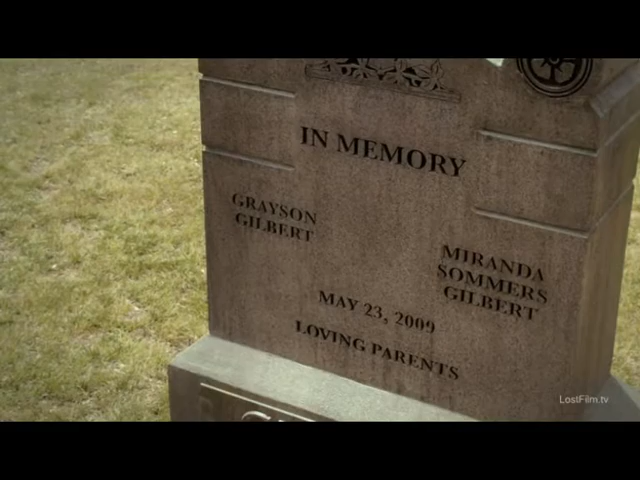 IN MEMORY
GRAYSON
GILBERT
MIRANDA
SOMMERS
GILBERT
MAY 23, 2009
LOVING PARENTS
LostFilm.tv